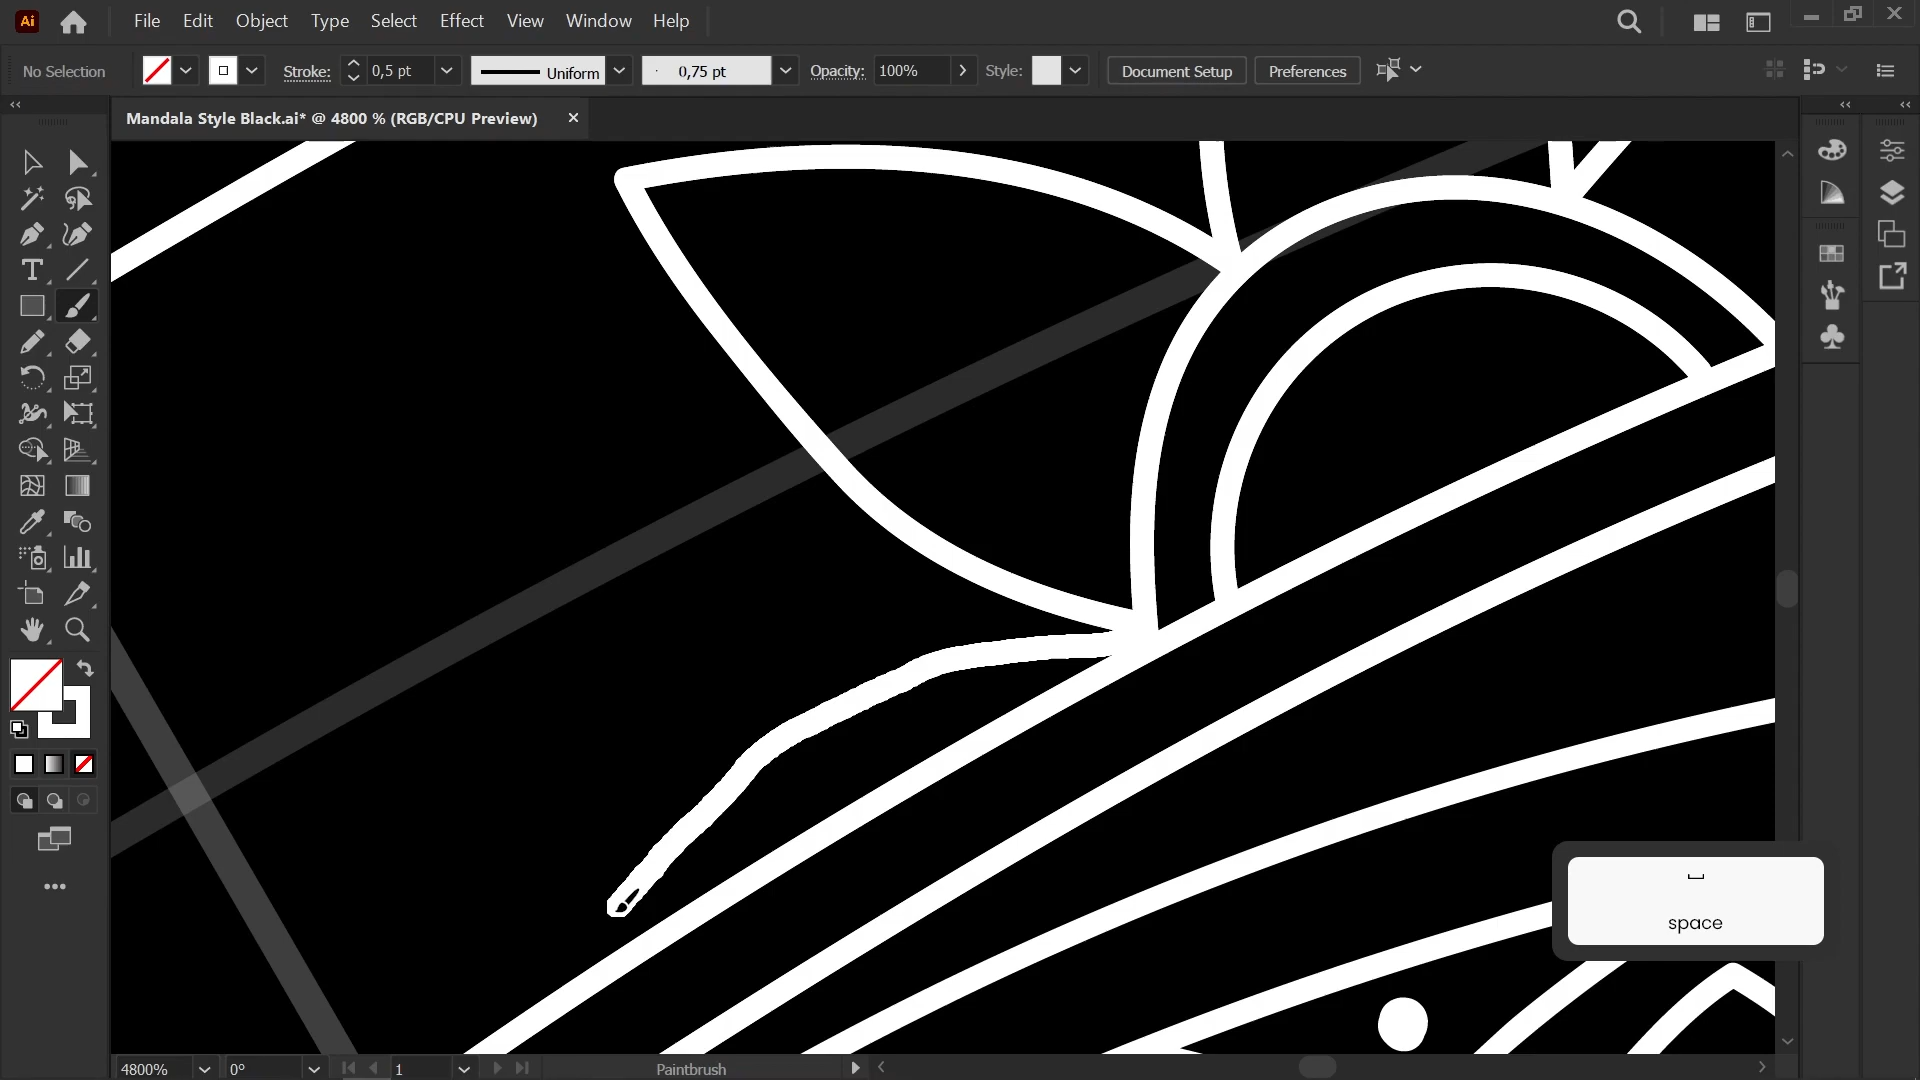 Ai File Edit Object Type Select Effect View Window Help
No Selection Stroke: 0,5 pt Uniform 0,75 pt Opacity: 100% Style: Document Setup Preferences
Mandala Style Black.ai* @ 4800 % (RGB/CPU Preview)
space
4800% 0° 1 Paintbrush